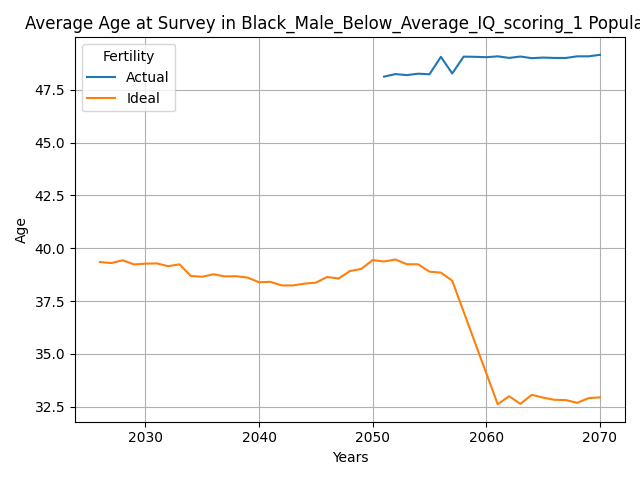 Average Age at Survey in Black_Male_Below_Average_IQ_scoring_1 Popula
Fertility
Actual
Ideal
47.5
45.0
42.5
40.0
37.5
35.0
32.5
Age
2030 2040 2050 2060 2070
Years